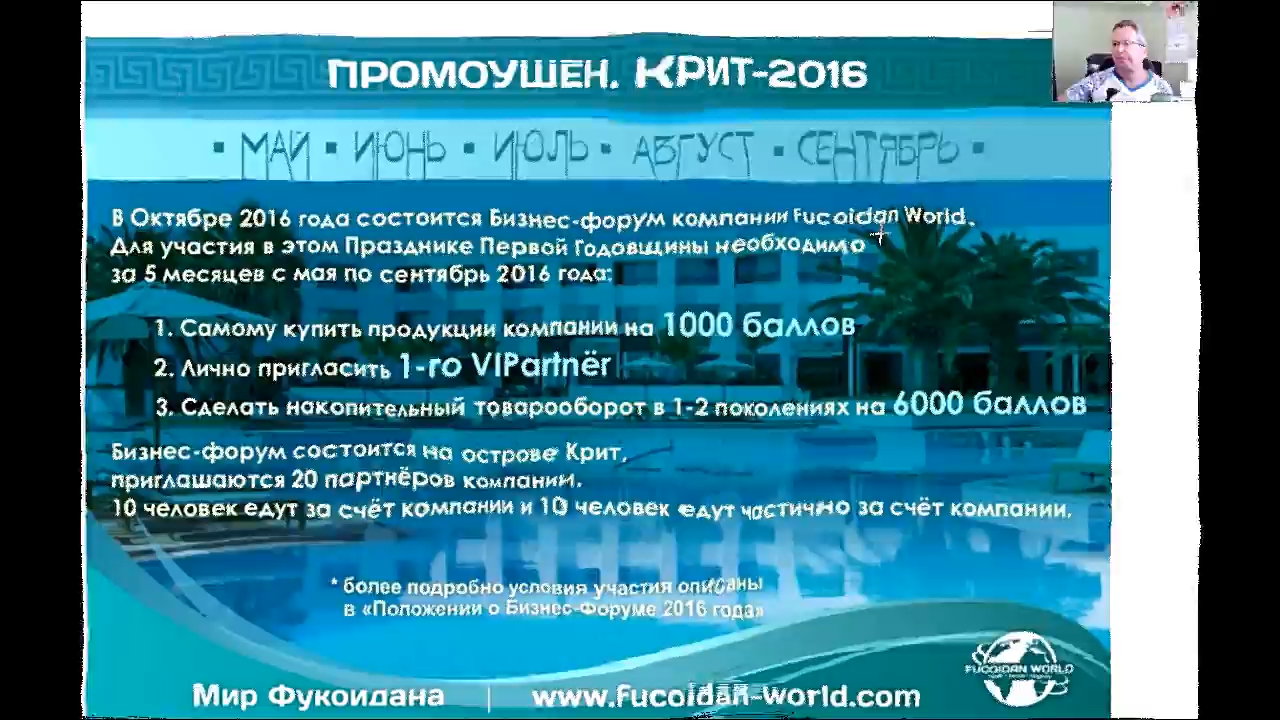 ПРОМОУШЕН. КРИТ-2016
▪ МАЙ ▪ ИЮНЬ ▪ ИЮЛЬ ▪ АВГУСТ ▪ СЕНТЯБРЬ ▪
В Октябре 2016 года состоится Бизнес-форум компании Fucoidan World.
Для участия в этом Празднике Первой Годовщины необходимо
за 5 месяцев с мая по сентябрь 2016 года:
1. Самому купить продукции компании на 1000 баллов
2. Лично пригласить 1-го VIPartnёr
3. Сделать накопительный товарооборот в 1-2 поколениях на 6000 баллов
Бизнес-форум состоится на острове Крит,
приглашаются 20 партнёров компании.
10 человек едут за счёт компании и 10 человек едут частично за счёт компании.
* более подробно условия участия описаны
в «Положении о Бизнес-Форуме 2016 года»
FUCOIDAN WORLD
Мир Фукоидана | www.Fucoidan-world.com